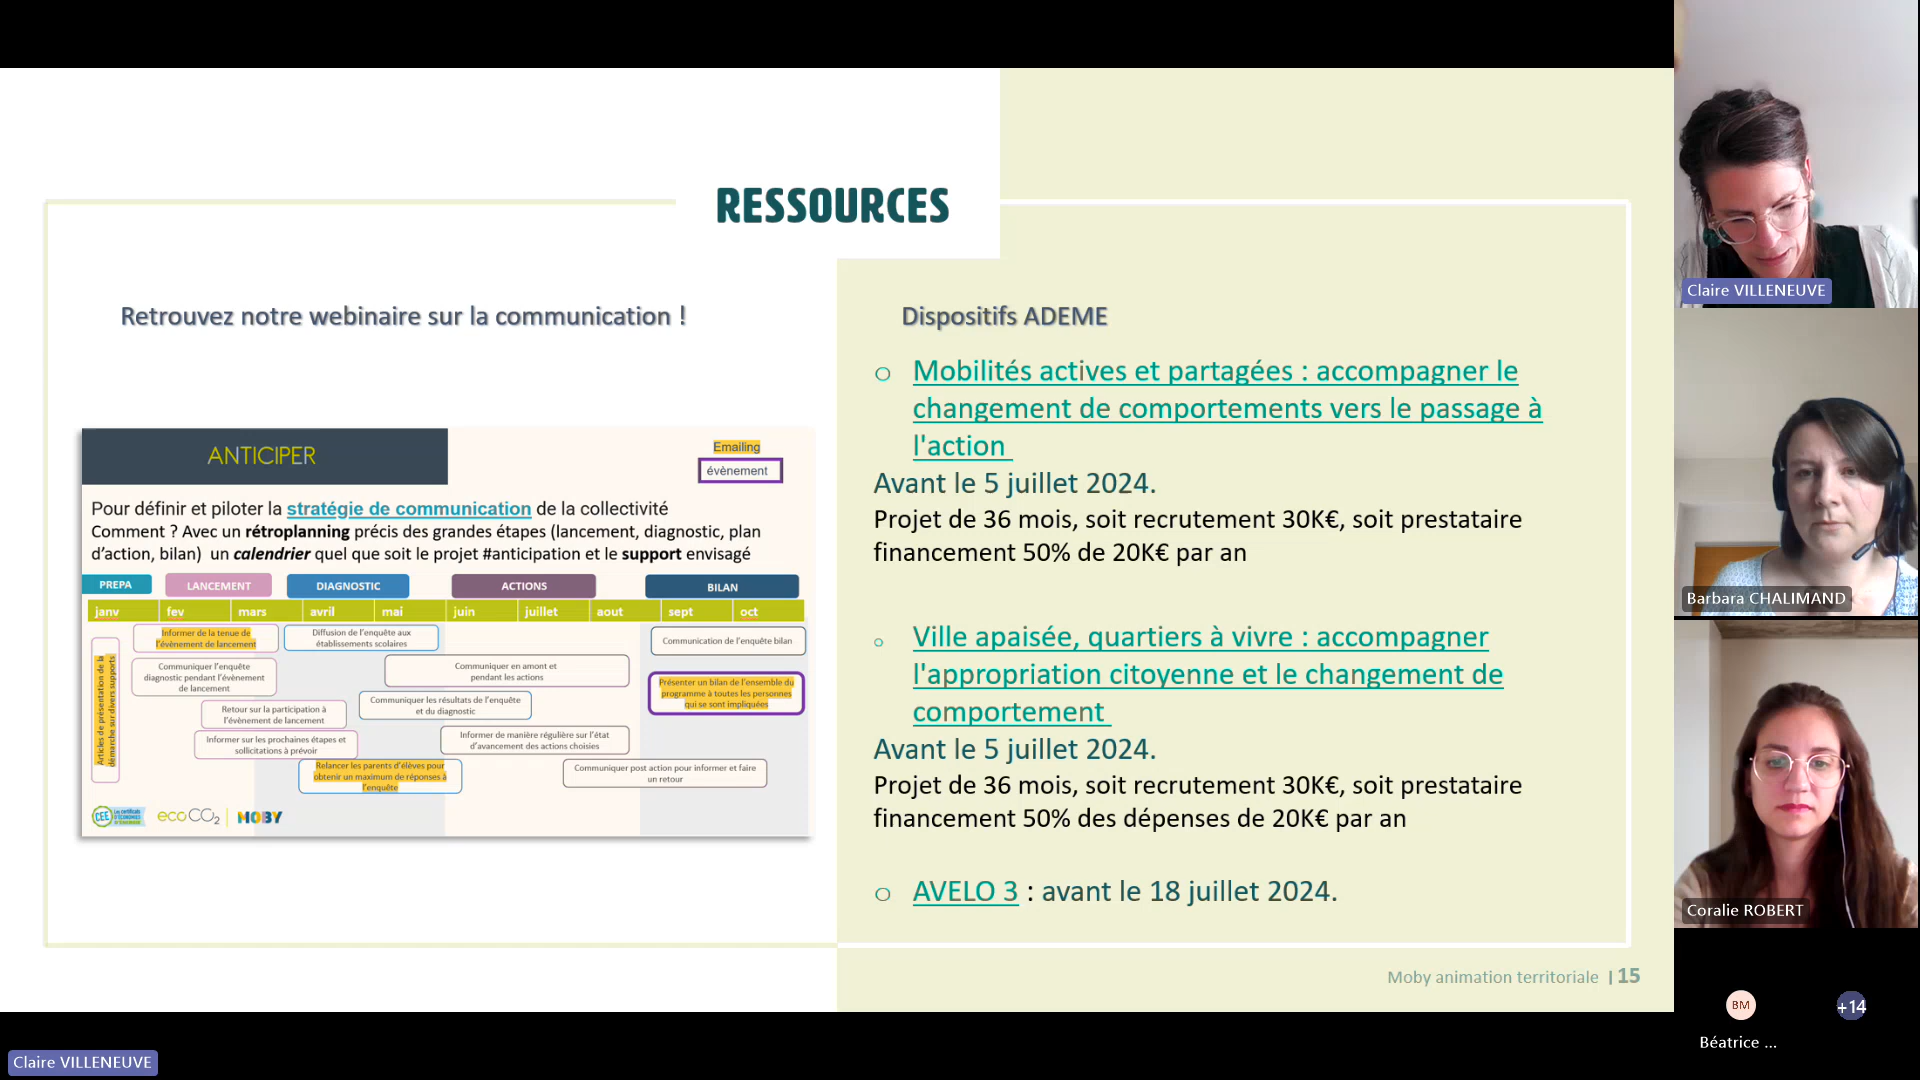 RESSOURCES
Retrouvez notre webinaire sur la communication !
ANTICIPER
Emailing
évènement
Pour définir et piloter la stratégie de communication de la collectivité
Comment ? Avec un rétroplanning précis des grandes étapes (lancement, diagnostic, plan
d'action, bilan) un calendrier quel que soit le projet #anticipation et le support envisagé
PREPA LANCEMENT DIAGNOSTIC ACTIONS BILAN
janv fev mars avril mai juin juillet aout sept oct
Articles de présentation de la
démarche sur divers supports
Informer de la tenue de
l'évènement de lancement
Communiquer l'enquête
diagnostic pendant l'évènement
de lancement
Retour sur la participation à
l'évènement de lancement
Informer sur les prochaines étapes et
sollicitations à prévoir
Diffusion de l'enquête aux
établissements scolaires
Communiquer en amont et
pendant les actions
Communiquer les résultats de l'enquête
et du diagnostic
Informer de manière régulière sur l'état
d'avancement des actions choisies
Relancer les parents d'élèves pour
obtenir un maximum de réponses à
l'enquête
Communiquer post action pour informer et faire
un retour
Communication de l'enquête bilan
Présenter un bilan de l'ensemble du
programme à toutes les personnes
qui se sont impliquées
CEE
ecoCO2
MOBY
Dispositifs ADEME
Mobilités actives et partagées : accompagner le
changement de comportements vers le passage à
l'action
Avant le 5 juillet 2024.
Projet de 36 mois, soit recrutement 30K€, soit prestataire
financement 50% de 20K€ par an
Ville apaisée, quartiers à vivre : accompagner
l'appropriation citoyenne et le changement de
comportement
Avant le 5 juillet 2024.
Projet de 36 mois, soit recrutement 30K€, soit prestataire
financement 50% des dépenses de 20K€ par an
AVELO 3 : avant le 18 juillet 2024.
Moby animation territoriale | 15
Claire VILLENEUVE
Barbara CHALIMAND
Coralie ROBERT
BM
+14
Béatrice ...
Claire VILLENEUVE